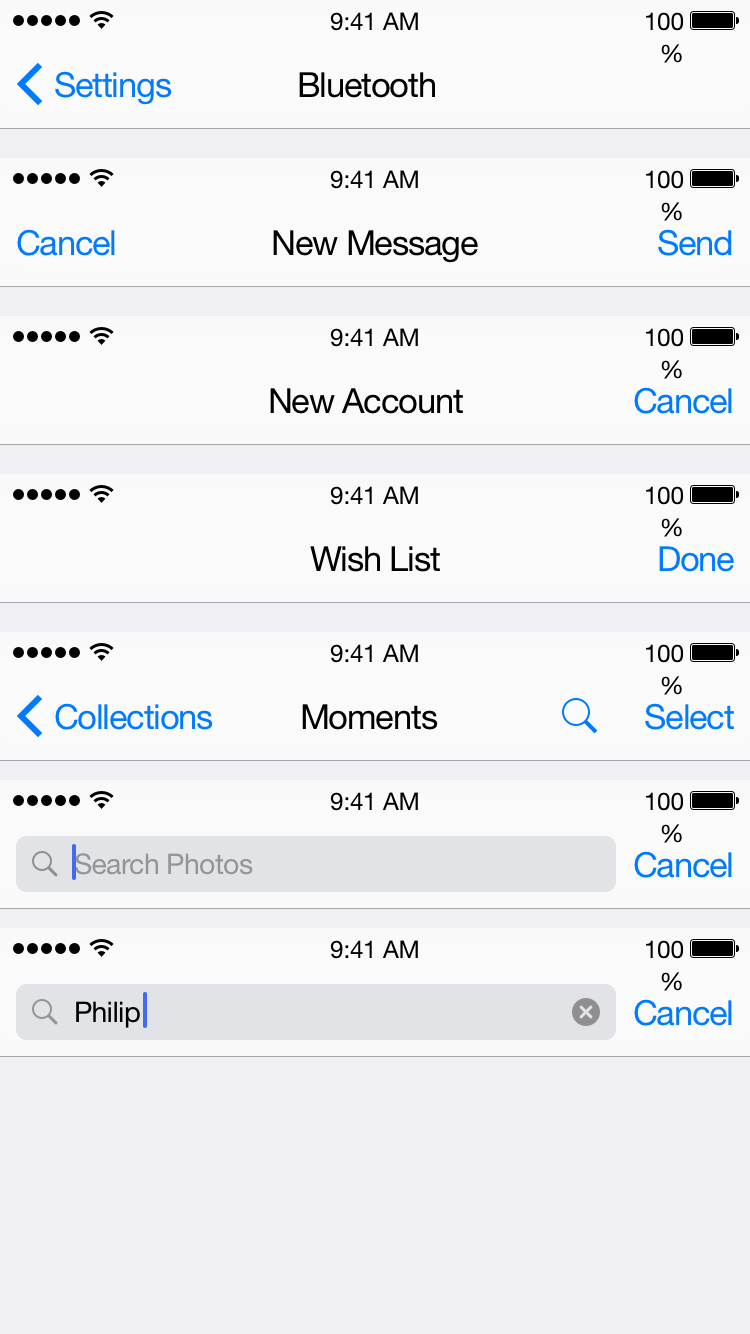 9:41 AM 100
%
Settings Bluetooth
9:41 AM 100
%
Cancel New Message Send
9:41 AM 100
%
New Account Cancel
9:41 AM 100
%
Wish List Done
9:41 AM 100
%
Collections Moments Select
9:41 AM 100
%
Search Photos Cancel
9:41 AM 100
%
Philip Cancel